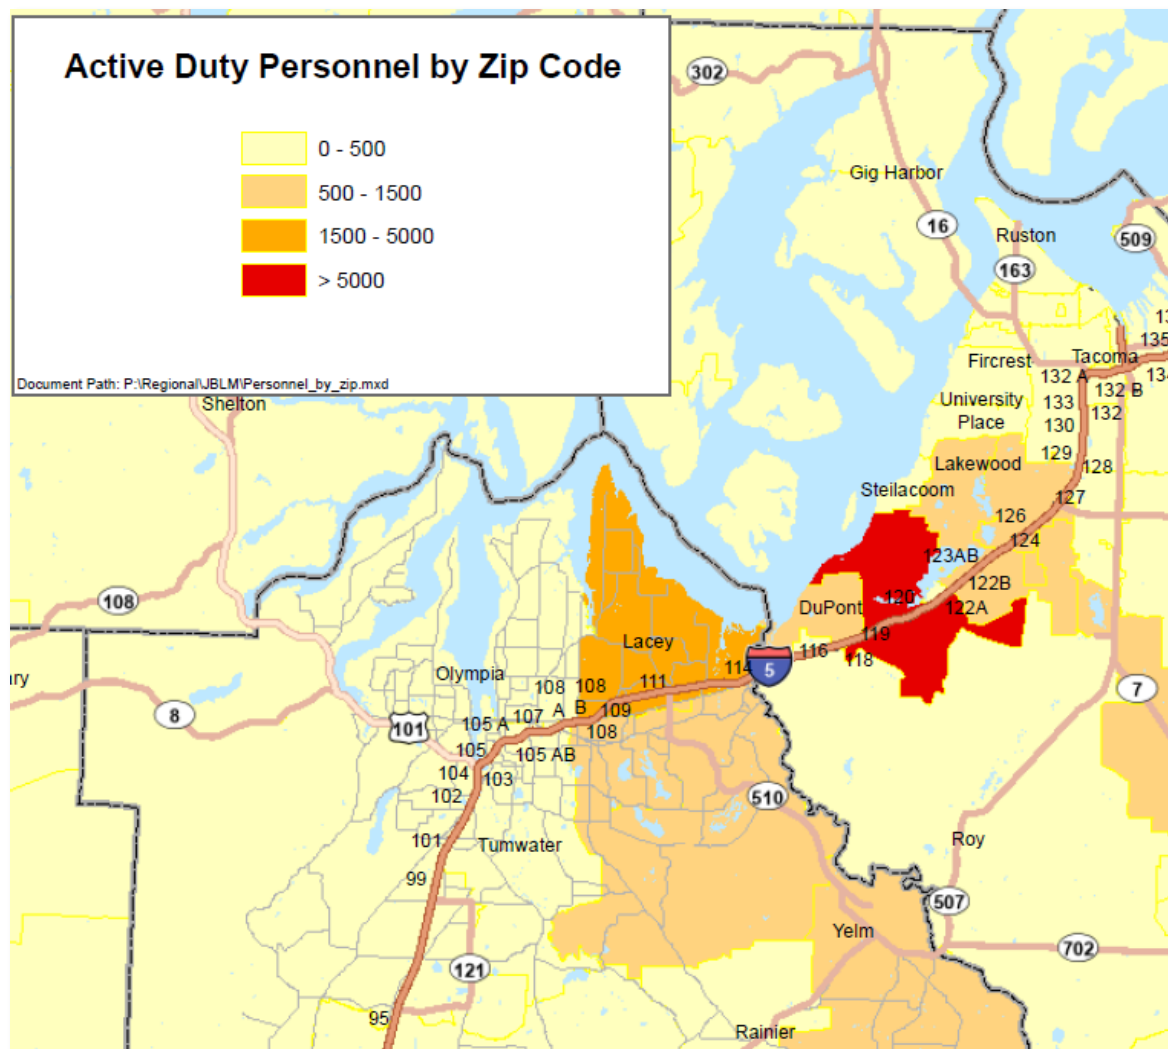 Active Duty Personnel by Zip Code
0 - 500
500 - 1500
1500 - 5000
> 5000
Document Path: P:\Regional\JBLM\Personnel_by_zip.mxd
302
Gig Harbor
16
Ruston
509
163
135
Fircrest
Tacoma
132 A
132 B
University
Place
133
132
130
129
128
Shelton
Lakewood
Steilacoom
127
126
124
123AB
122B
122A
120
119
118
116
DuPont
108
Lacey
114
5
Olympia
111
108
A
108
B
109
108
107
105 A
105 AB
105
104
103
102
101
8
101
7
510
Tumwater
99
Roy
507
Yelm
702
121
95
Rainier